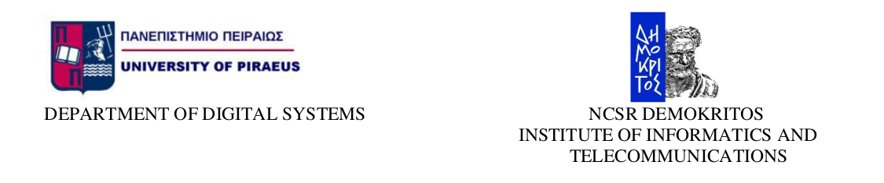 ΠΑΝΕΠΙΣΤΗΜΙΟ ΠΕΙΡΑΙΩΣ
UNIVERSITY OF PIRAEUS
DEPARTMENT OF DIGITAL SYSTEMS
ΔΗ
ΜΟ
ΚΡΙ
ΤΟΣ
NCSR DEMOKRITOS
INSTITUTE OF INFORMATICS AND
TELECOMMUNICATIONS